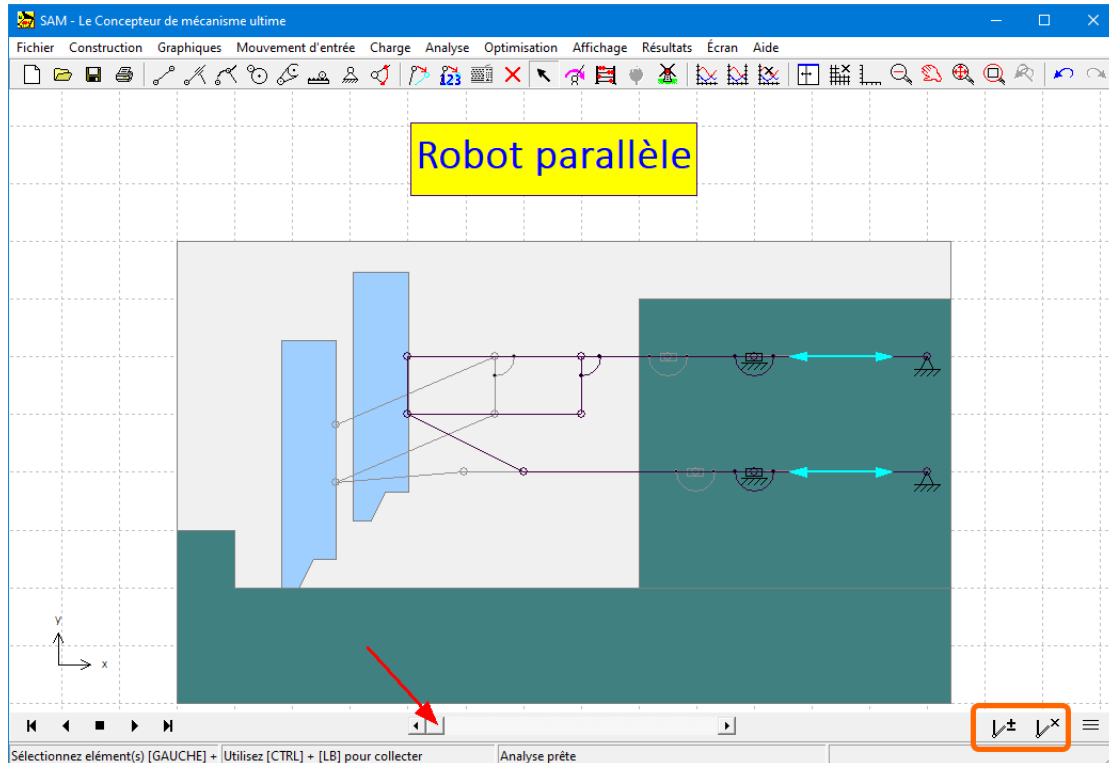 SAM - Le Concepteur de mécanisme ultime
Fichier Construction Graphiques Mouvement d'entrée Charge Analyse Optimisation Affichage Résultats Écran Aide
123
Robot parallèle
y
x
Sélectionnez elément(s) [GAUCHE] + Utilisez [CTRL] + [LB] pour collecter Analyse prête